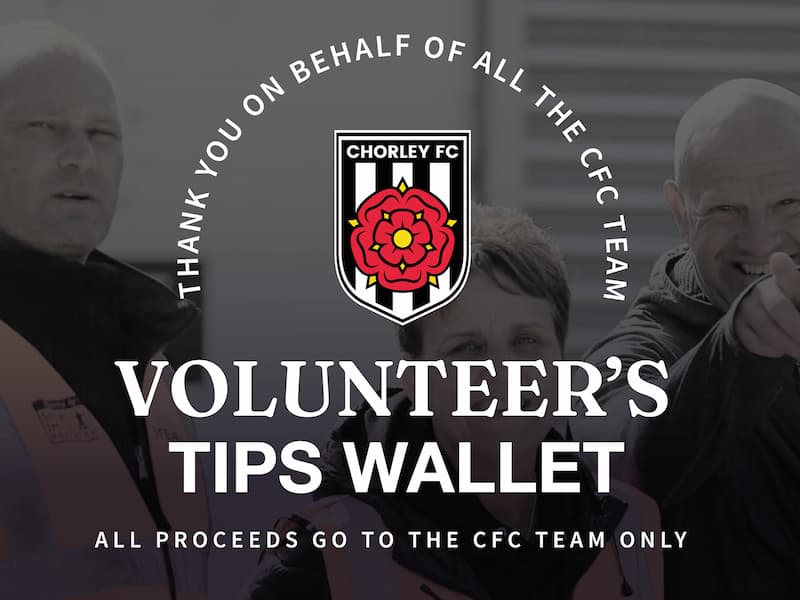 THANK YOU ON BEHALF OF ALL THE CFC TEAM
CHORLEY FC
VOLUNTEER’S
TIPS WALLET
ALL PROCEEDS GO TO THE CFC TEAM ONLY